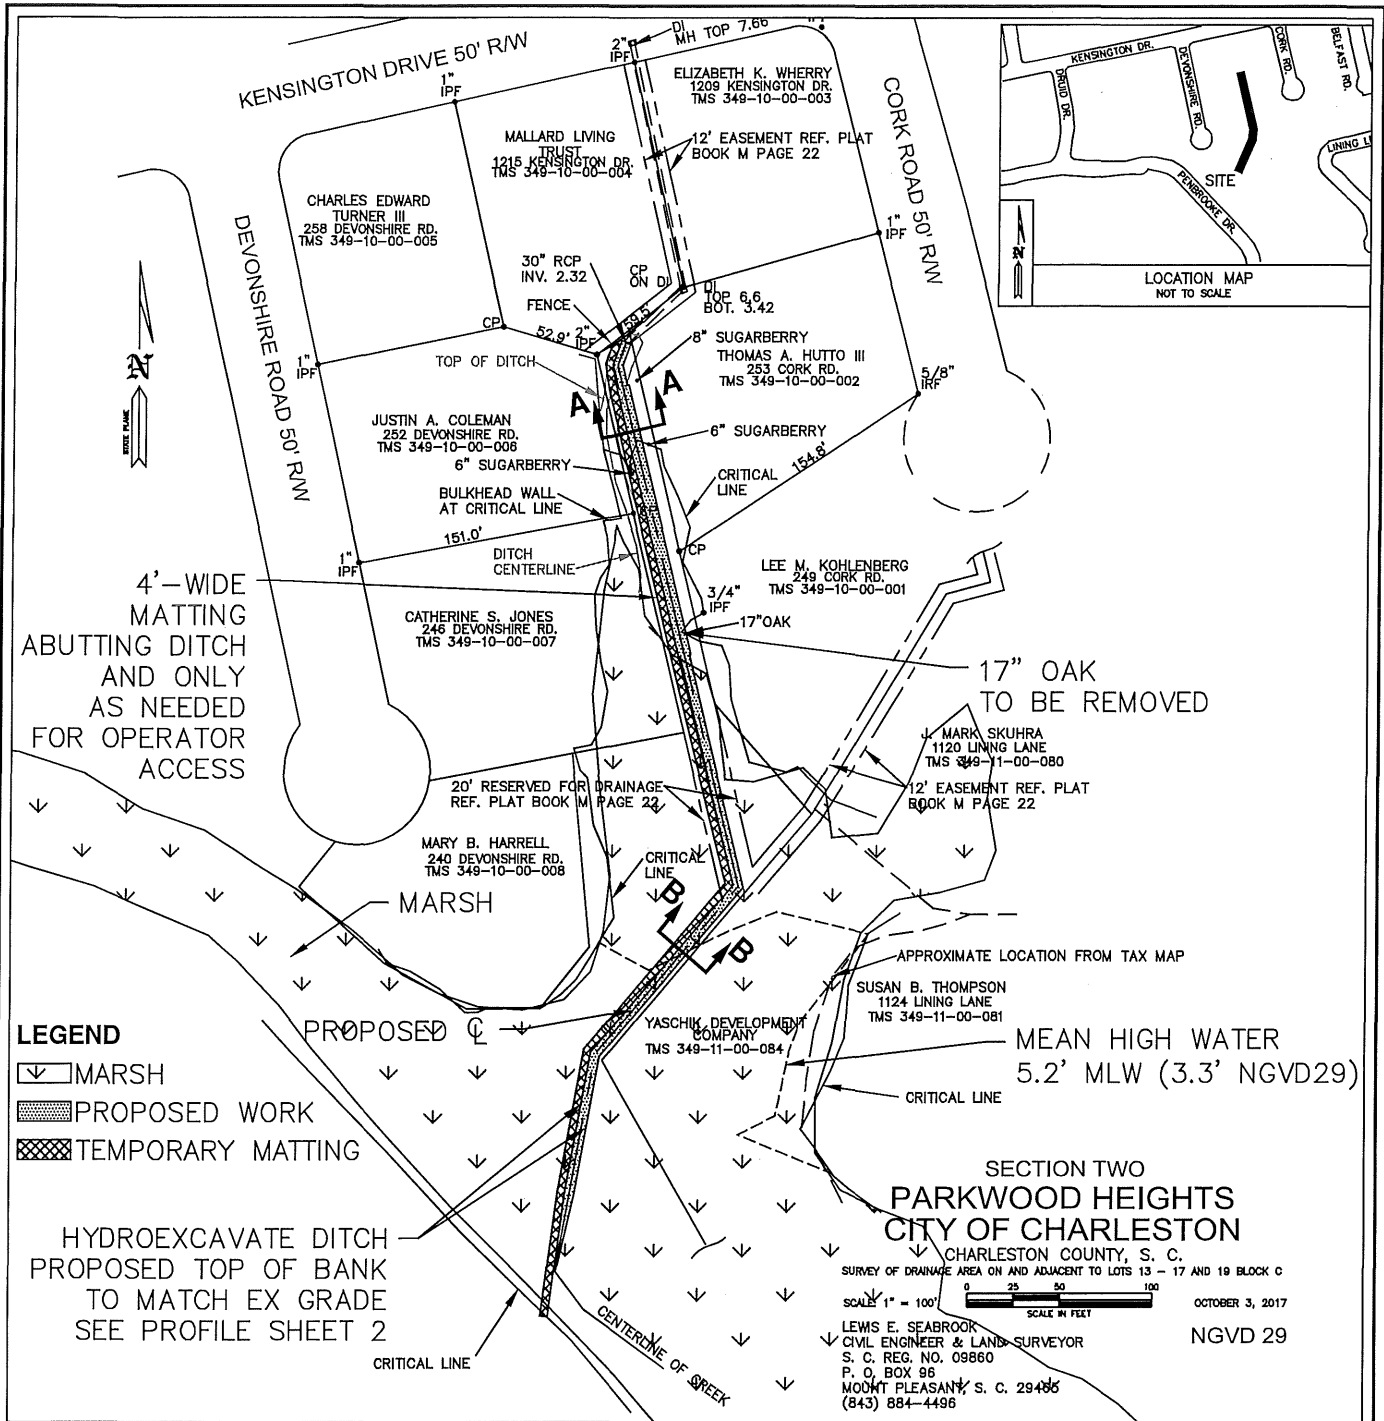 KENSINGTON DRIVE 50' R/W
2"
IPF
DI
MH TOP 7.66
1"
IPF
ELIZABETH K. WHERRY
1209 KENSINGTON DR.
TMS 349-10-00-003
MALLARD LIVING
TRUST
1215 KENSINGTON DR.
TMS 349-10-00-004
12' EASEMENT REF. PLAT
BOOK M PAGE 22
CORK ROAD 50' R/W
KENSINGTON DR.
DRUID DR.
DEVONSHIRE RD.
CORK RD.
BELFAST RD.
PENBROOKE DR.
SITE
N
LOCATION MAP
NOT TO SCALE
CHARLES EDWARD
TURNER III
258 DEVONSHIRE RD.
TMS 349-10-00-005
DEVONSHIRE ROAD 50' R/W
1"
IPF
30" RCP
INV. 2.32
CP
ON DI
DI
TOP 6.6
BOT. 3.42
FENCE
59.5'
CP
52.9'
2"
IPF
8" SUGARBERRY
THOMAS A. HUTTO III
253 CORK RD.
TMS 349-10-00-002
5/8"
IRF
N
STATE PLANE
1"
IPF
TOP OF DITCH
A
A
JUSTIN A. COLEMAN
252 DEVONSHIRE RD.
TMS 349-10-00-006
6" SUGARBERRY
6" SUGARBERRY
154.8'
CRITICAL
LINE
BULKHEAD WALL
AT CRITICAL LINE
151.0'
DITCH
CENTERLINE
CP
1"
IPF
LEE M. KOHLENBERG
249 CORK RD.
TMS 349-10-00-001
3/4"
IPF
17"OAK
4'-WIDE
MATTING
ABUTTING DITCH
AND ONLY
AS NEEDED
FOR OPERATOR
ACCESS
CATHERINE S. JONES
246 DEVONSHIRE RD.
TMS 349-10-00-007
17" OAK
TO BE REMOVED
J. MARK SKUHRA
1120 LINING LANE
TMS 349-11-00-080
12' EASEMENT REF. PLAT
BOOK M PAGE 22
20' RESERVED FOR DRAINAGE
REF. PLAT BOOK M PAGE 22
MARY B. HARRELL
240 DEVONSHIRE RD.
TMS 349-10-00-008
CRITICAL
LINE
MARSH
B
B
APPROXIMATE LOCATION FROM TAX MAP
SUSAN B. THOMPSON
1124 LINING LANE
TMS 349-11-00-081
PROPOSED ℄
YASCHIK DEVELOPMENT
COMPANY
TMS 349-11-00-084
MEAN HIGH WATER
5.2' MLW (3.3' NGVD29)
CRITICAL LINE
LEGEND
MARSH
PROPOSED WORK
TEMPORARY MATTING
HYDROEXCAVATE DITCH
PROPOSED TOP OF BANK
TO MATCH EX GRADE
SEE PROFILE SHEET 2
CRITICAL LINE
CENTERLINE OF CREEK
SECTION TWO
PARKWOOD HEIGHTS
CITY OF CHARLESTON
CHARLESTON COUNTY, S. C.
SURVEY OF DRAINAGE AREA ON AND ADJACENT TO LOTS 13 - 17 AND 19 BLOCK C
0 25 50 100
SCALE 1" = 100'
SCALE IN FEET
OCTOBER 3, 2017
LEWIS E. SEABROOK
CIVIL ENGINEER & LAND SURVEYOR
S. C. REG. NO. 09860
P. O. BOX 96
MOUNT PLEASANT, S. C. 29465
(843) 884-4496
NGVD 29